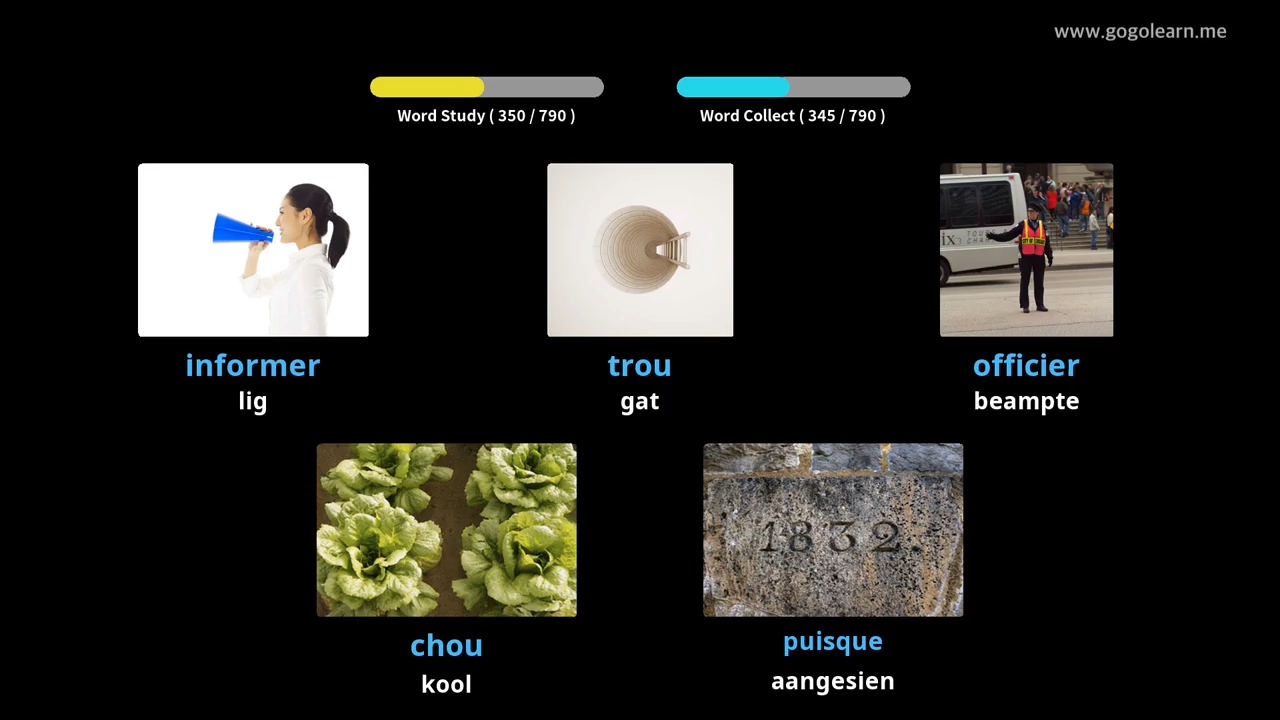 www.gogolearn.me
Word Study ( 350 / 790 )
Word Collect ( 345 / 790 )
informer
lig
trou
gat
officier
beampte
1832.
chou
kool
puisque
aangesien